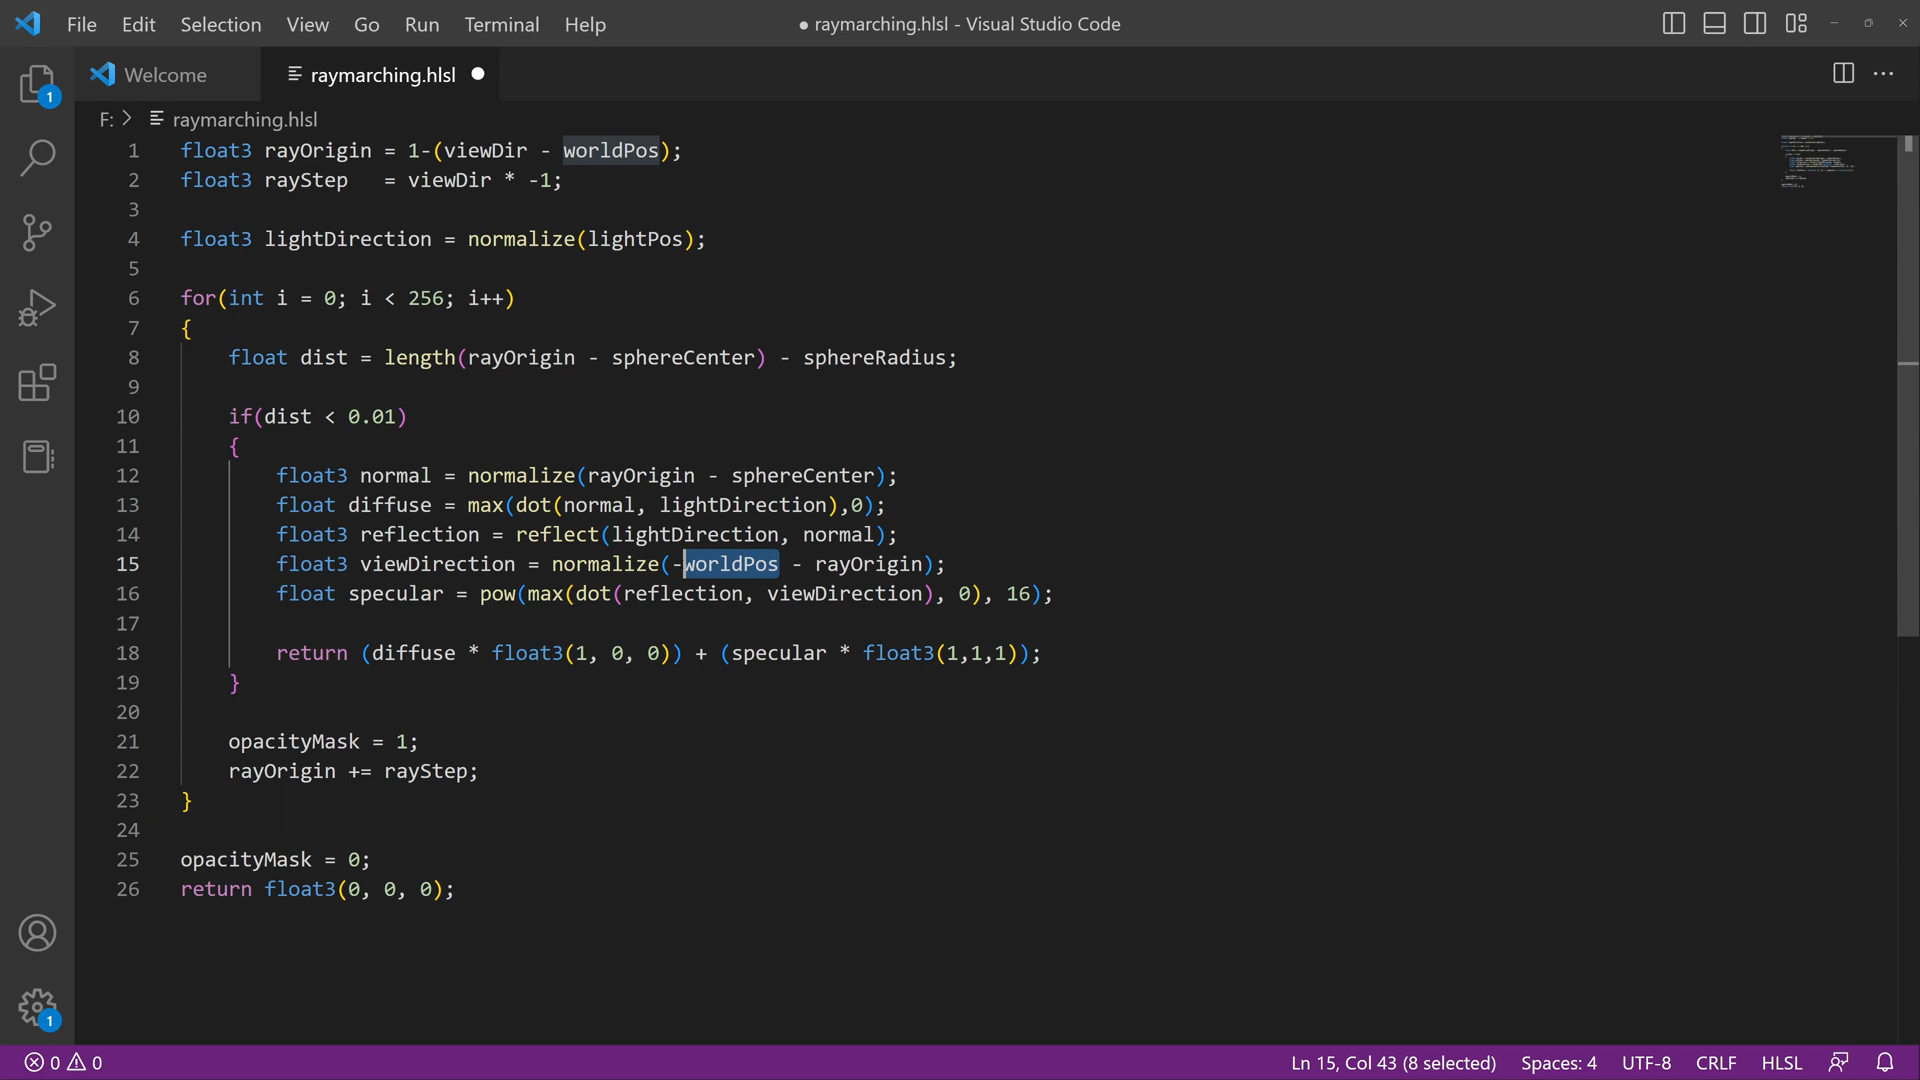 File Edit Selection View Go Run Terminal Help
● raymarching.hlsl - Visual Studio Code
Welcome
raymarching.hlsl
F: > raymarching.hlsl
1 float3 rayOrigin = 1-(viewDir - worldPos);
2 float3 rayStep   = viewDir * -1;
3
4 float3 lightDirection = normalize(lightPos);
5
6 for(int i = 0; i < 256; i++)
7 {
8     float dist = length(rayOrigin - sphereCenter) - sphereRadius;
9
10     if(dist < 0.01)
11     {
12         float3 normal = normalize(rayOrigin - sphereCenter);
13         float diffuse = max(dot(normal, lightDirection),0);
14         float3 reflection = reflect(lightDirection, normal);
15         float3 viewDirection = normalize(-worldPos - rayOrigin);
16         float specular = pow(max(dot(reflection, viewDirection), 0), 16);
17
18         return (diffuse * float3(1, 0, 0)) + (specular * float3(1,1,1));
19     }
20
21     opacityMask = 1;
22     rayOrigin += rayStep;
23 }
24
25 opacityMask = 0;
26 return float3(0, 0, 0);
1
1
0 0
Ln 15, Col 43 (8 selected) Spaces: 4 UTF-8 CRLF HLSL